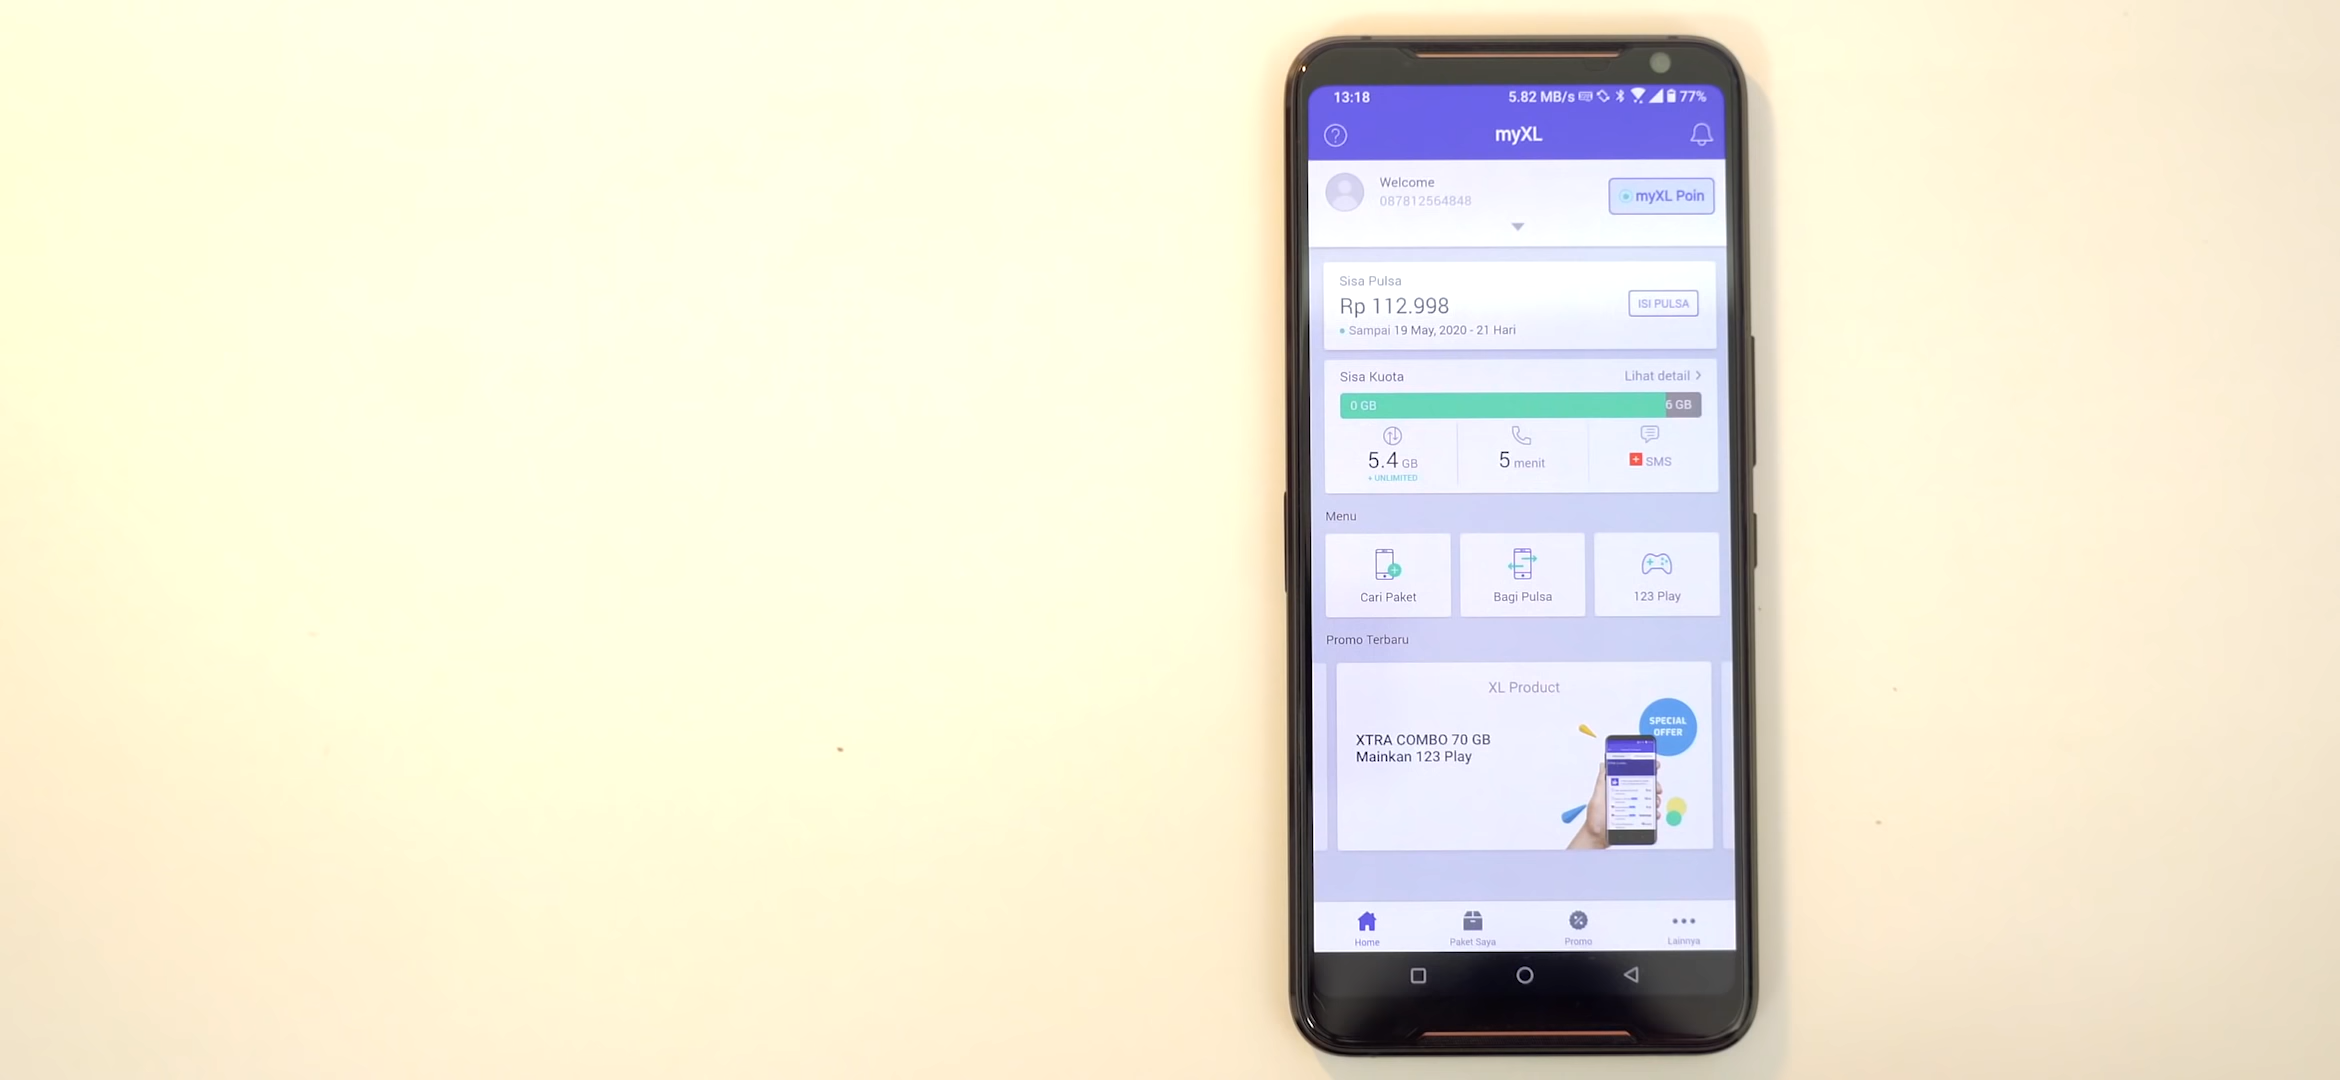 13:18 5.82 MB/s 77%
myXL
Welcome
087812564848
myXL Poin
Sisa Pulsa
Rp 112.998
ISI PULSA
Sampai 19 May, 2020 - 21 Hari
Sisa Kuota Lihat detail
0 GB 6 GB
5.4 GB 5 menit SMS
+ UNLIMITED
Menu
Cari Paket Bagi Pulsa 123 Play
Promo Terbaru
XL Product
SPECIAL
OFFER
XTRA COMBO 70 GB
Mainkan 123 Play
Home Paket Saya Promo Lainnya